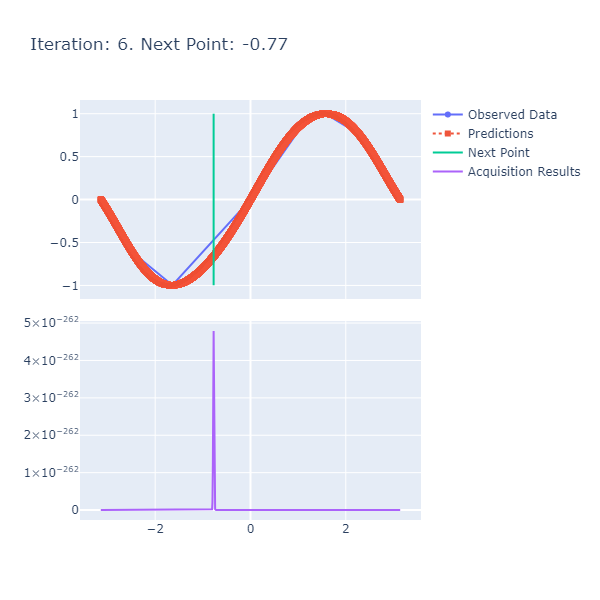 Iteration: 6. Next Point: -0.77
1
0.5
0
−0.5
−1
Observed Data
Predictions
Next Point
Acquisition Results
5×10⁻²⁶²
4×10⁻²⁶²
3×10⁻²⁶²
2×10⁻²⁶²
1×10⁻²⁶²
0
−2 0 2